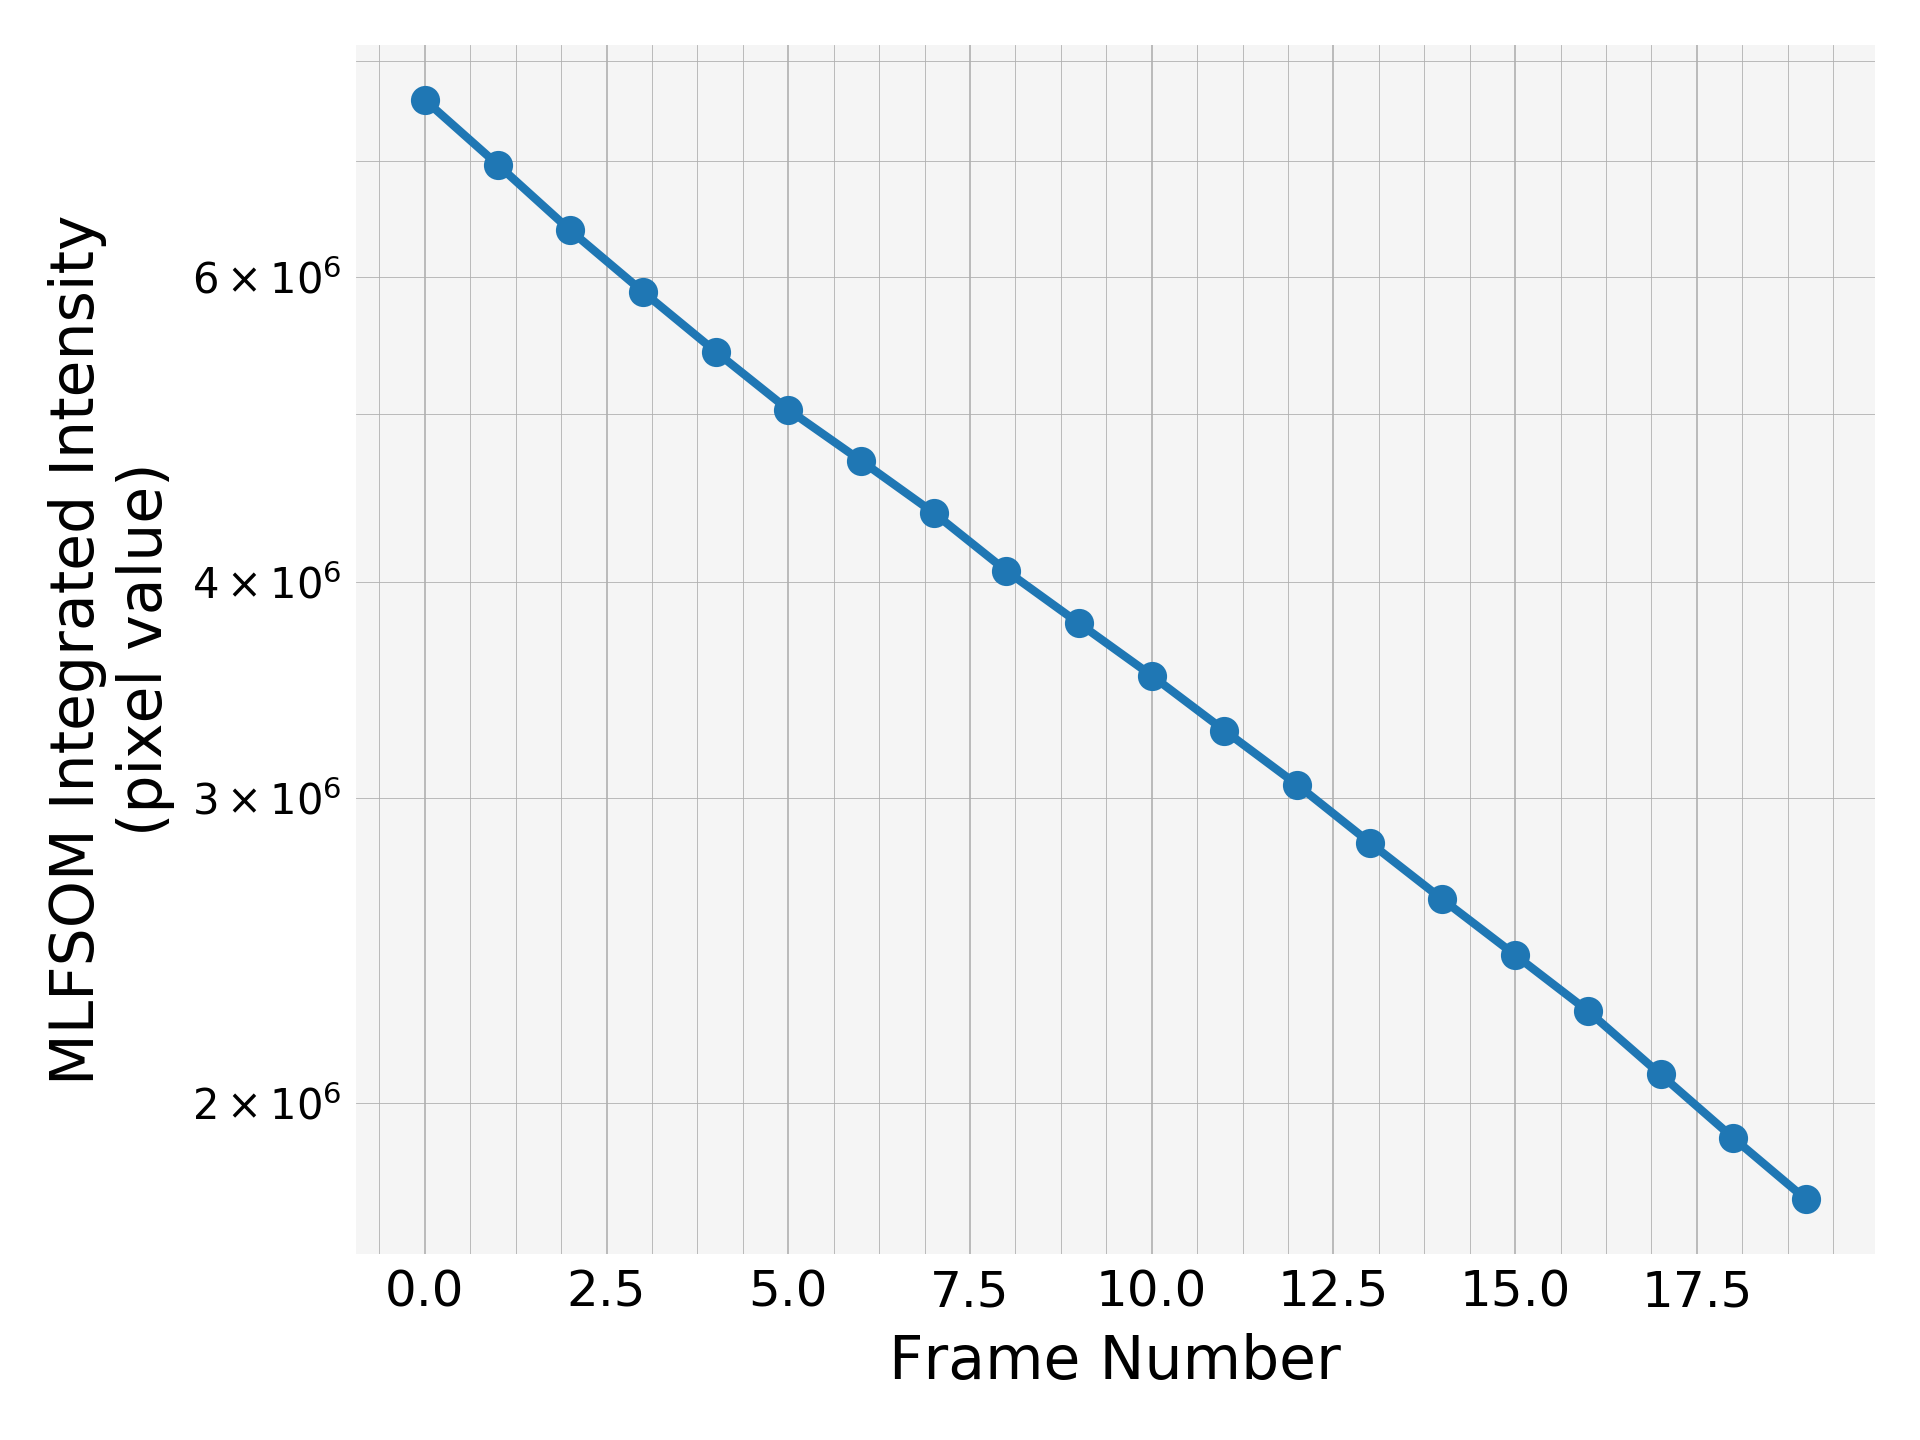 MLFSOM Integrated Intensity
(pixel value)
6 × 10⁶
4 × 10⁶
3 × 10⁶
2 × 10⁶
0.0 2.5 5.0 7.5 10.0 12.5 15.0 17.5
Frame Number